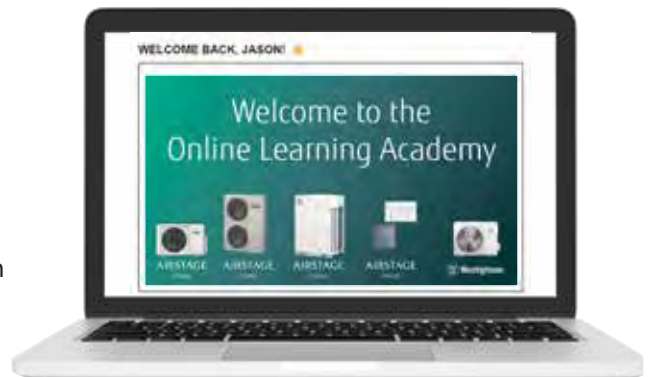 WELCOME BACK, JASON!
Welcome to the
Online Learning Academy
AIRSTAGE AIRSTAGE AIRSTAGE AIRSTAGE Westinghouse